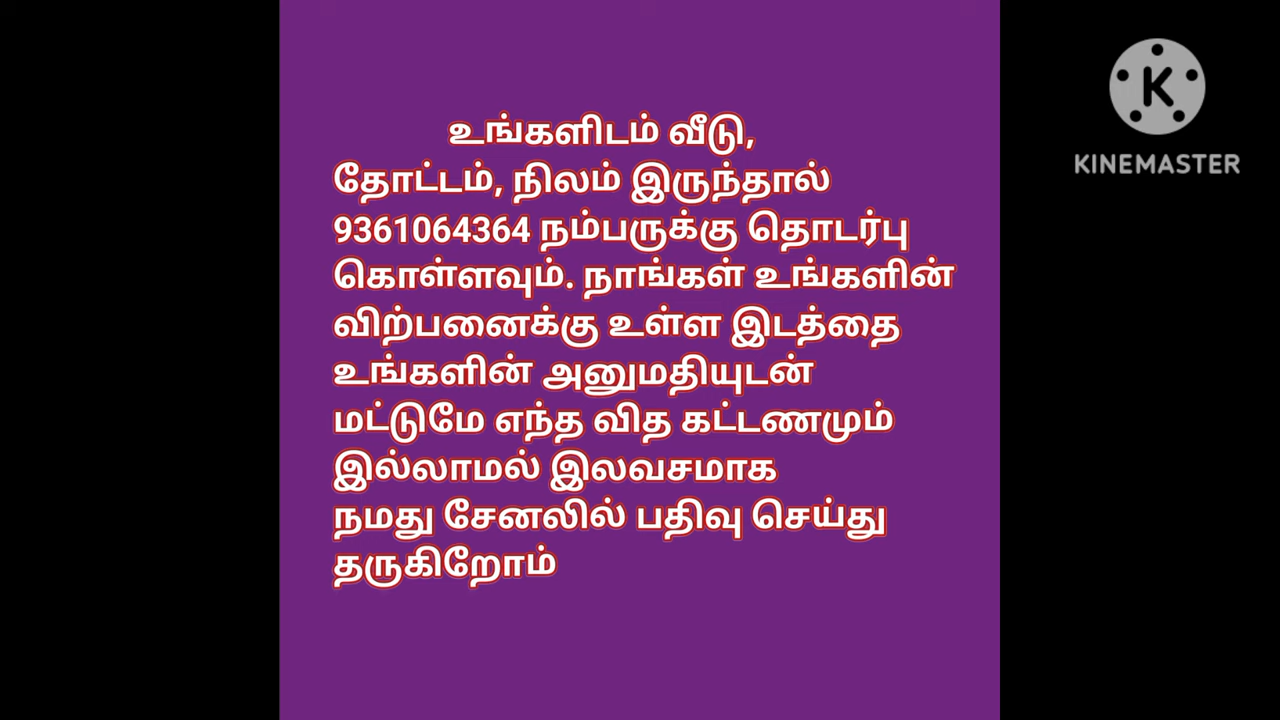 உங்களிடம் வீடு,
தோட்டம், நிலம் இருந்தால்
9361064364 நம்பருக்கு தொடர்பு
கொள்ளவும். நாங்கள் உங்களின்
விற்பனைக்கு உள்ள இடத்தை
உங்களின் அனுமதியுடன்
மட்டுமே எந்த வித கட்டணமும்
இல்லாமல் இலவசமாக
நமது சேனலில் பதிவு செய்து
தருகிறோம்
K
KINEMASTER